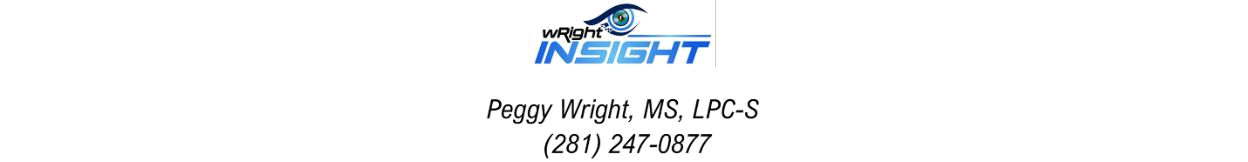 wRight
INSIGHT
Peggy Wright, MS, LPC-S
(281) 247-0877